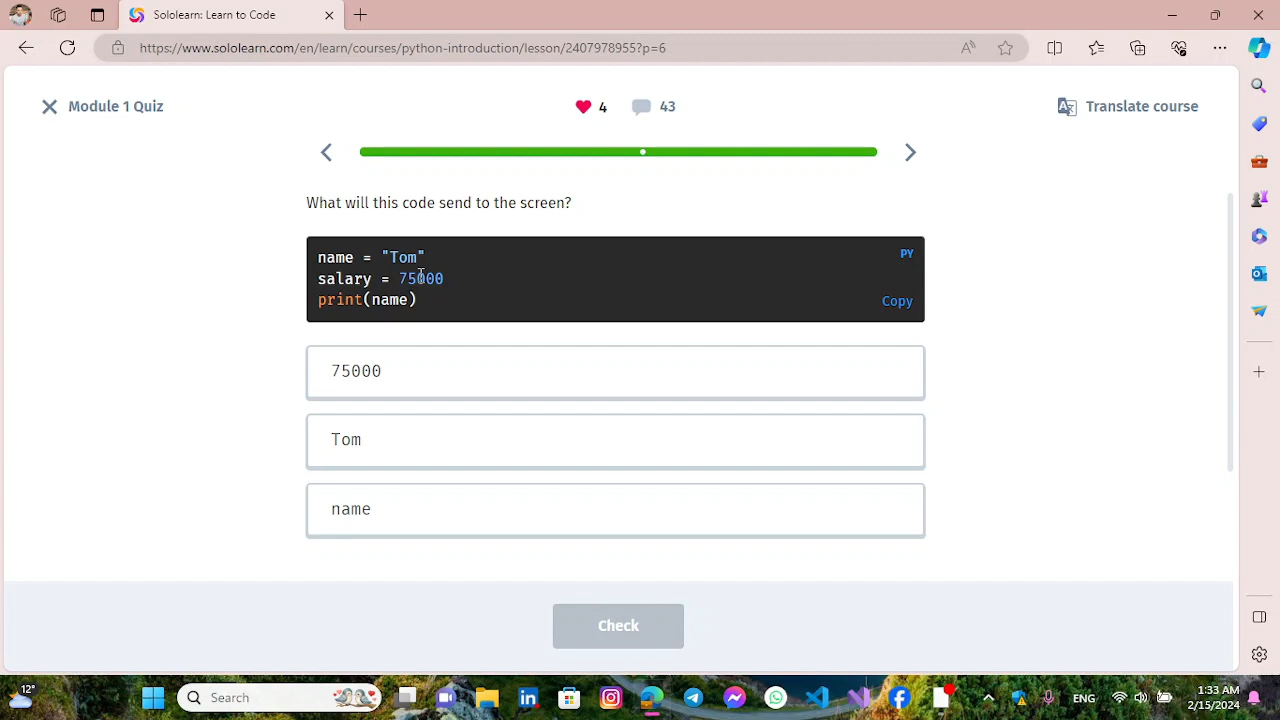 Sololearn: Learn to Code
https://www.sololearn.com/en/learn/courses/python-introduction/lesson/2407978955?p=6
Module 1 Quiz
4
43
Translate course
What will this code send to the screen?
name = "Tom"
PY
salary = 75000
print(name)
Copy
75000
Tom
name
Check
12°
Search
ENG
1:33 AM
2/15/2024